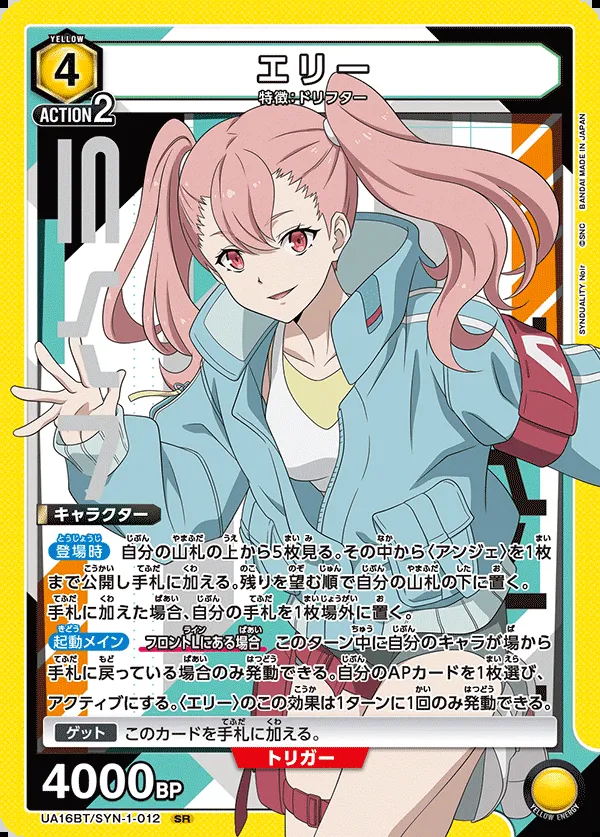 YELLOW
4
ACTION2
エリー
特徴:ドリフター
BANDAI MADE IN JAPAN
©SNC
SYNDUALITY Noir
キャラクター
登場時 自分の山札の上から5枚見る。その中から〈アンジェ〉を1枚
まで公開し手札に加える。残りを望む順で自分の山札の下に置く。
手札に加えた場合、自分の手札を1枚場外に置く。
起動メイン フロントLにある場合 このターン中に自分のキャラが場から
手札に戻っている場合のみ発動できる。自分のAPカードを1枚選び、
アクティブにする。〈エリー〉のこの効果は1ターンに1回のみ発動できる。
ゲット このカードを手札に加える。
トリガー
4000BP
YELLOW ENERGY
UA16BT/SYN-1-012 SR